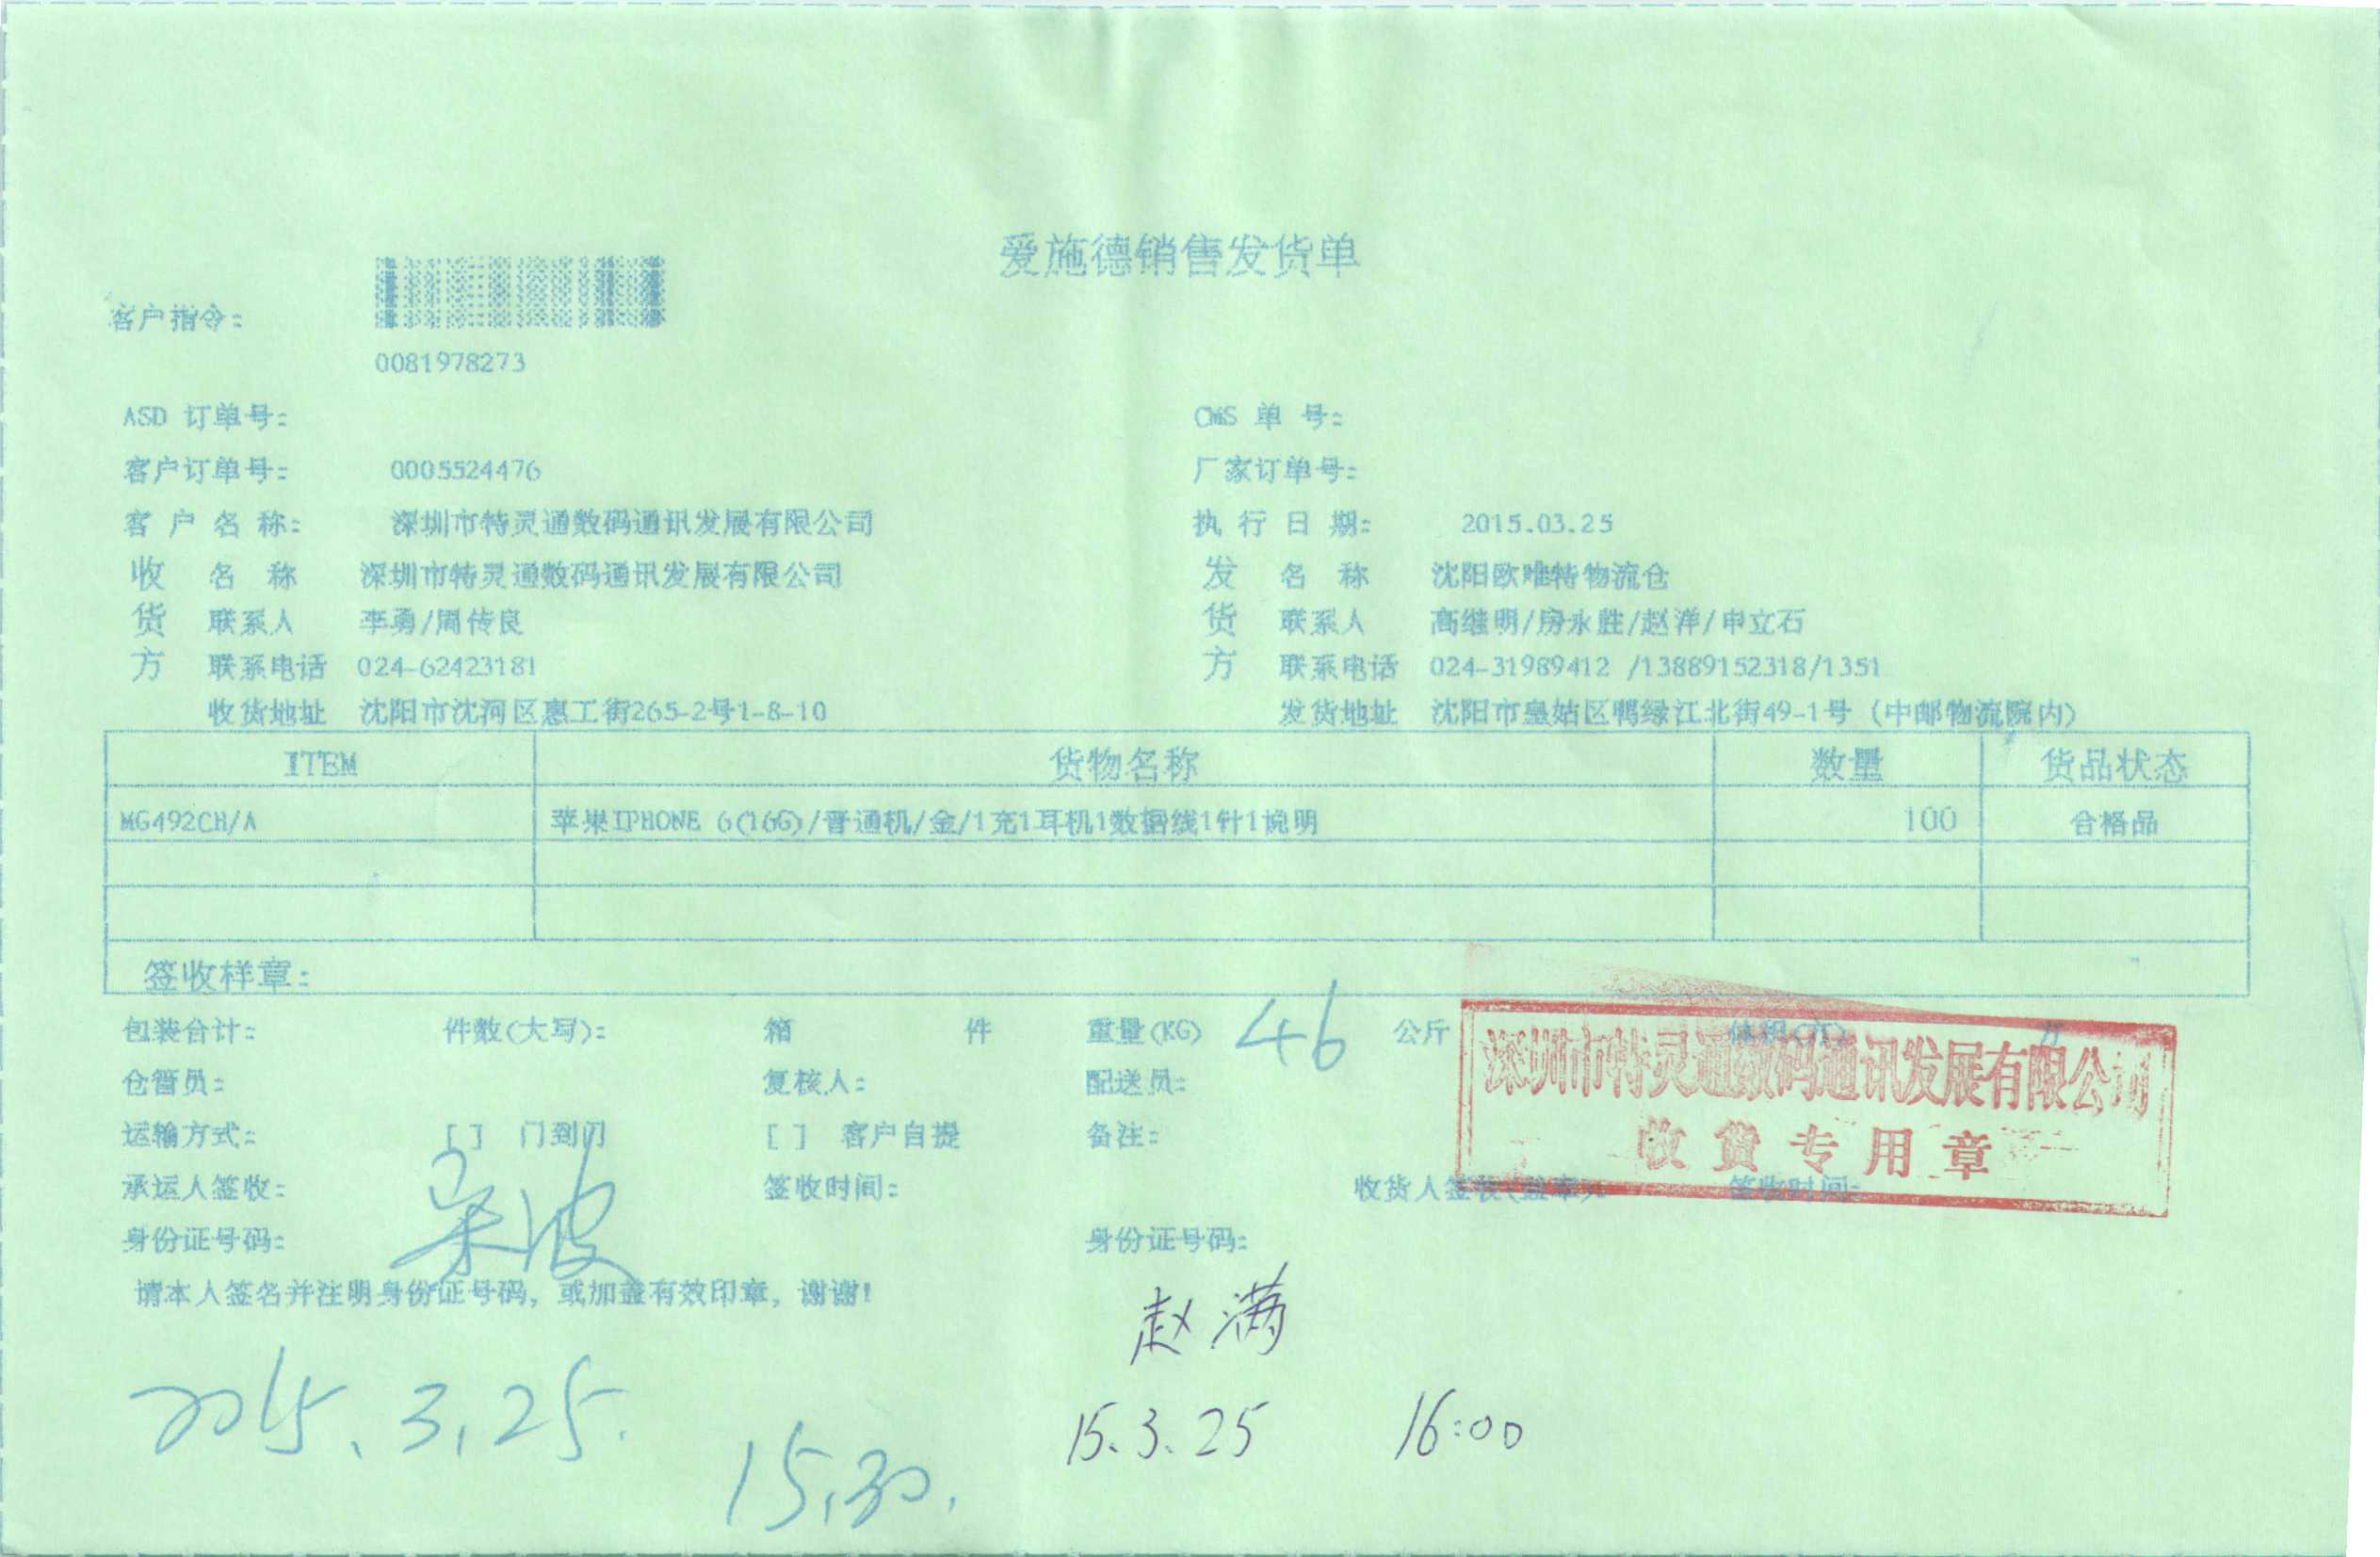 爱施德销售发货单
客户指令:
0081978273
ASD 订单号: CMS 单 号:
客户订单号: 0005524476 厂家订单号:
客 户 名 称: 深圳市特灵通数码通讯发展有限公司 执 行 日 期: 2015.03.25
收 名 称 深圳市特灵通数码通讯发展有限公司 发 名 称 沈阳欧唯特物流仓
货 联系人 李勇/周传良 货 联系人 高继明/房永胜/赵洋/申立石
方 联系电话 024-62423181 方 联系电话 024-31989412 /13889152318/1351
收货地址 沈阳市沈河区惠工街265-2号1-8-10 发货地址 沈阳市皇姑区鸭绿江北街49-1号 (中邮物流院内)
ITEM 货物名称 数量 货品状态
MG492CH/A 苹果IPHONE 6(16G)/普通机/金/1充1耳机1数据线1针1说明 100 合格品
签收样章:
包装合计: 件数(大写): 箱 件 重量(KG) 46 公斤 体积(方) 方
深圳市特灵通数码通讯发展有限公司
仓管员: 复核人: 配送员:
运输方式: [ ] 门到门 [ ] 客户自提 备注:
收货专用章
承运人签收: 签收时间: 收货人签收(盖章): 签收时间:
身份证号码: 身份证号码:
请本人签名并注明身份证号码, 或加盖有效印章, 谢谢!
赵满
2015.3.25. 15.3.25 16:00
15.30.